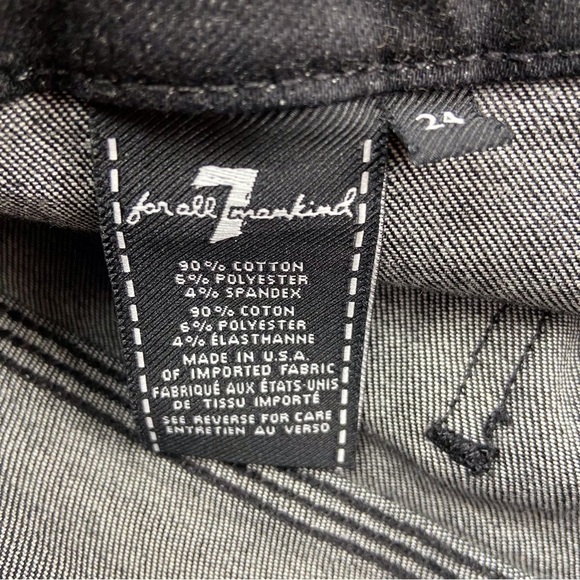 7
for all mankind
24
90% COTTON
6% POLYESTER
4% SPANDEX
90% COTON
6% POLYESTER
4% ÉLASTHANNE
MADE IN U.S.A.
OF IMPORTED FABRIC
FABRIQUÉ AUX ÉTATS-UNIS
DE TISSU IMPORTÉ
SEE REVERSE FOR CARE
ENTRETIEN AU VERSO